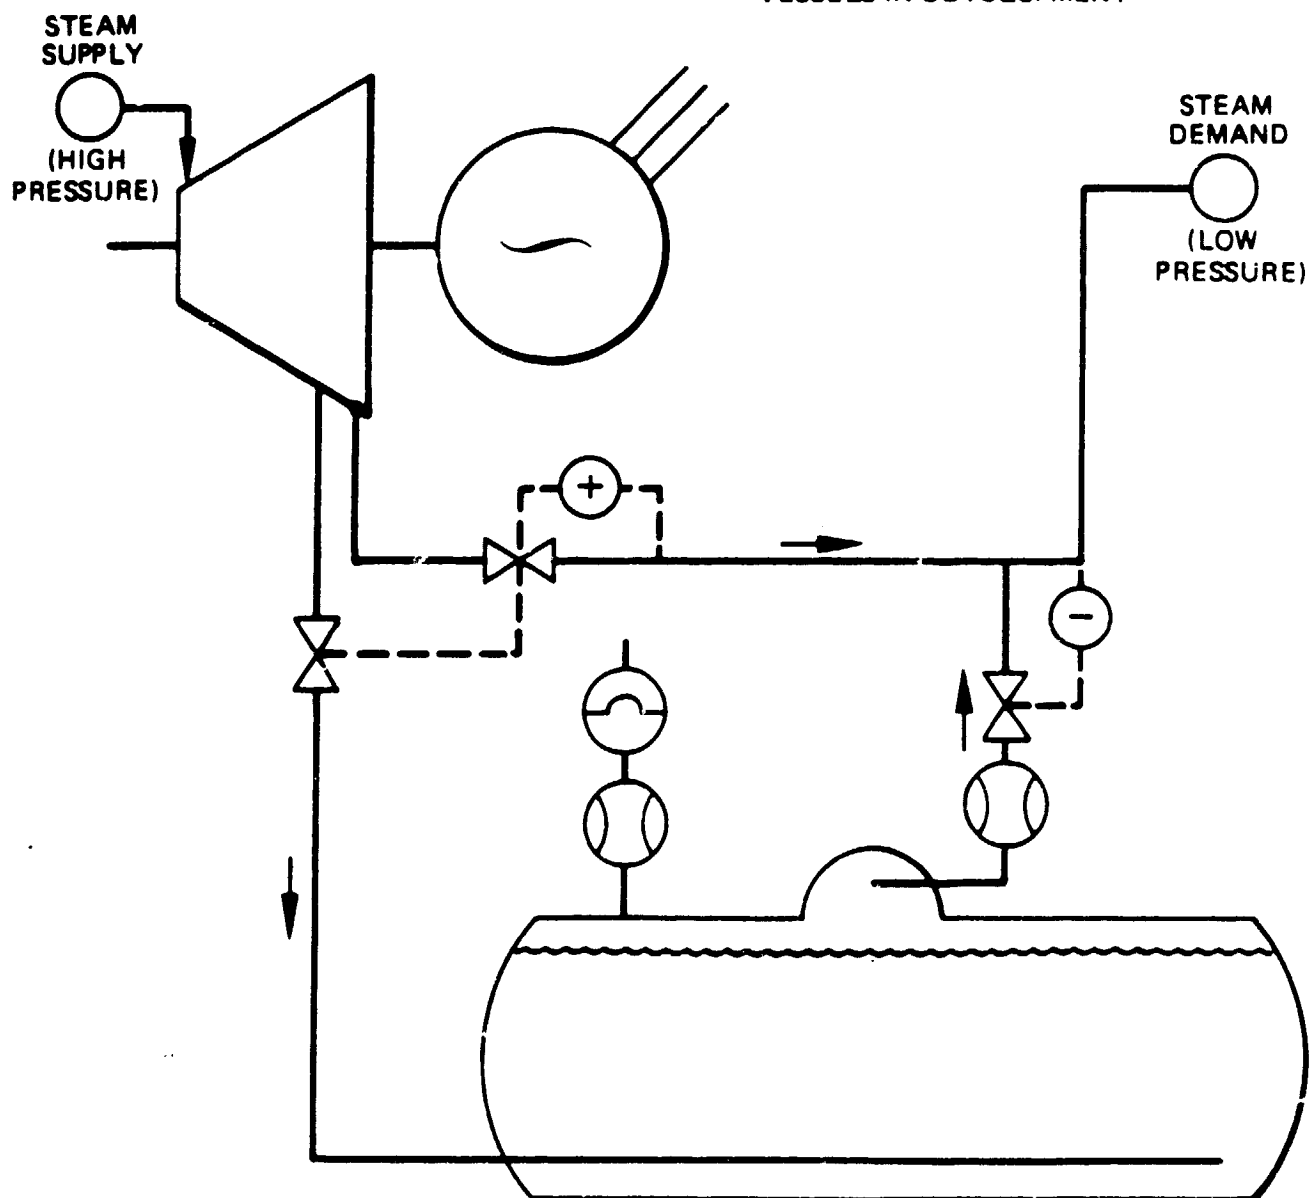 STEAM
SUPPLY
(HIGH
PRESSURE)
STEAM
DEMAND
(LOW
PRESSURE)
+
−